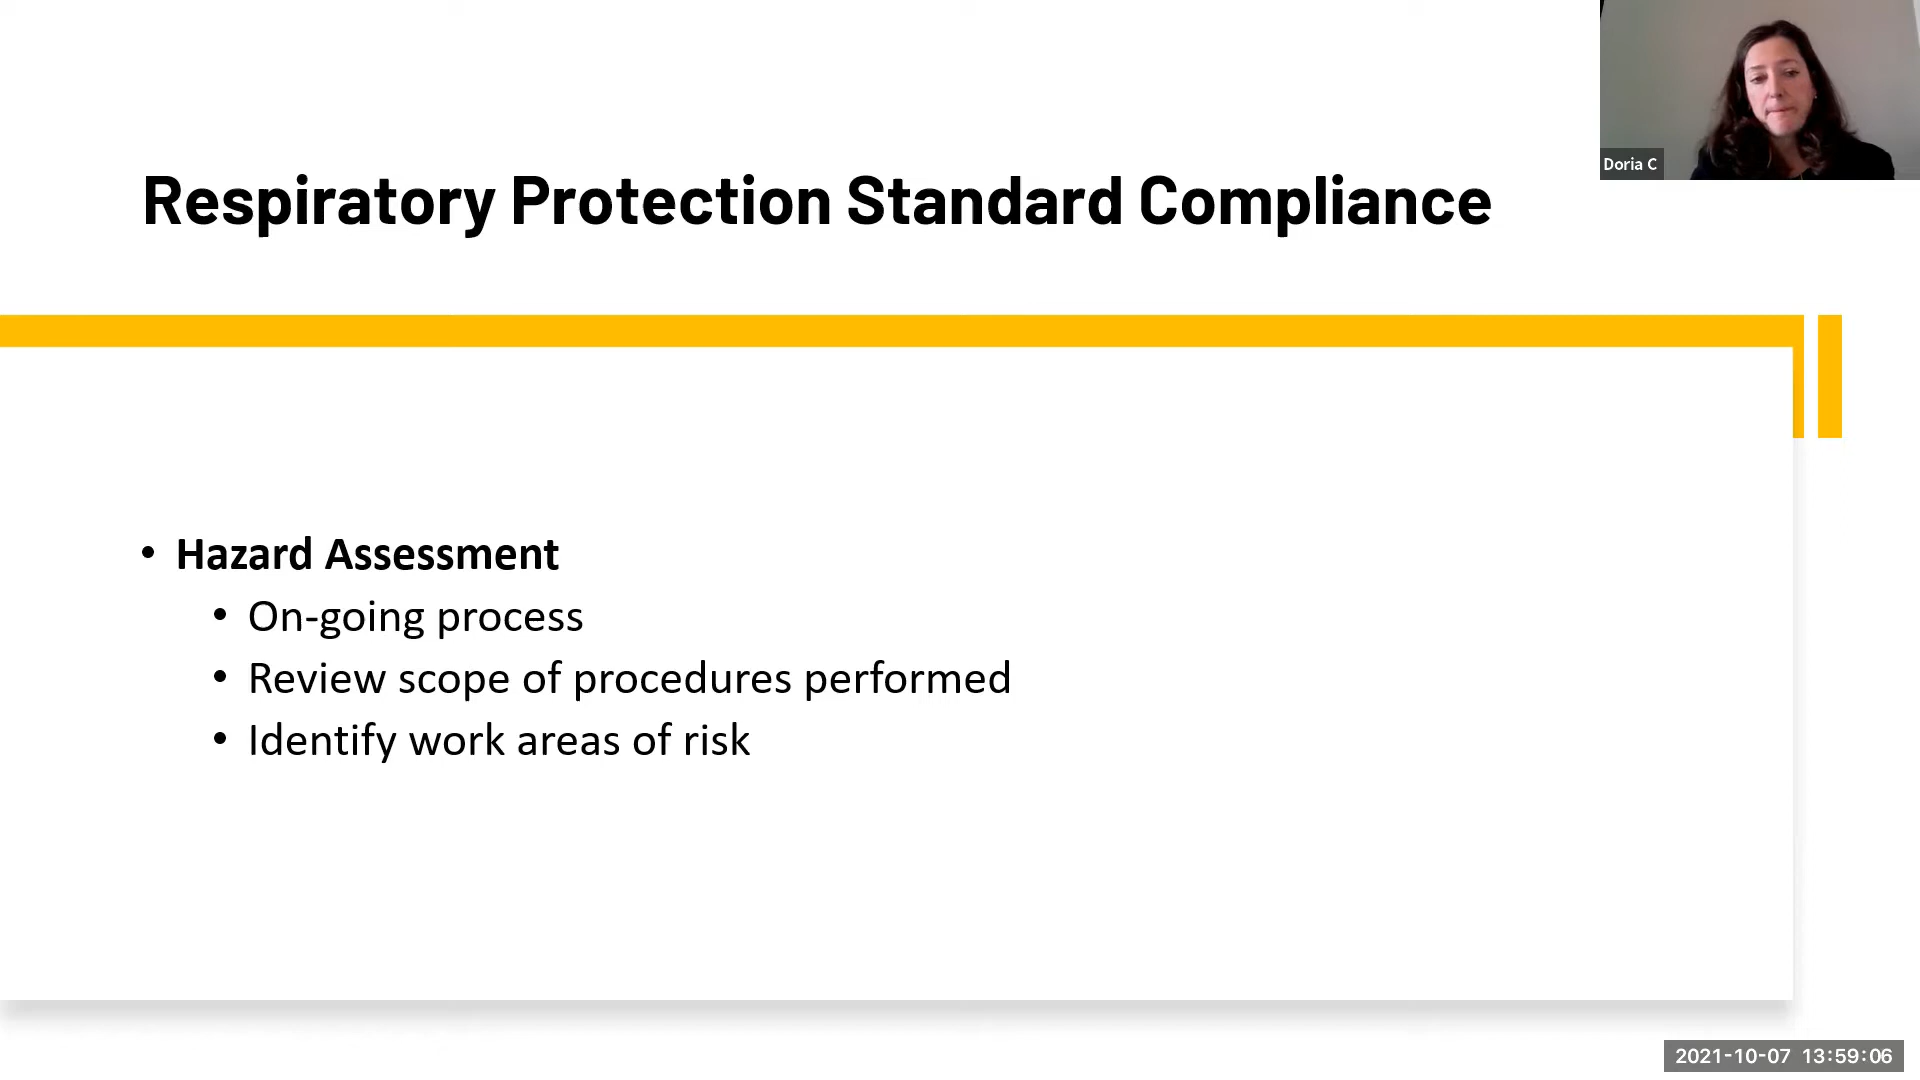 Doria C
Respiratory Protection Standard Compliance
• Hazard Assessment
• On-going process
• Review scope of procedures performed
• Identify work areas of risk
2021-10-07 13:59:06